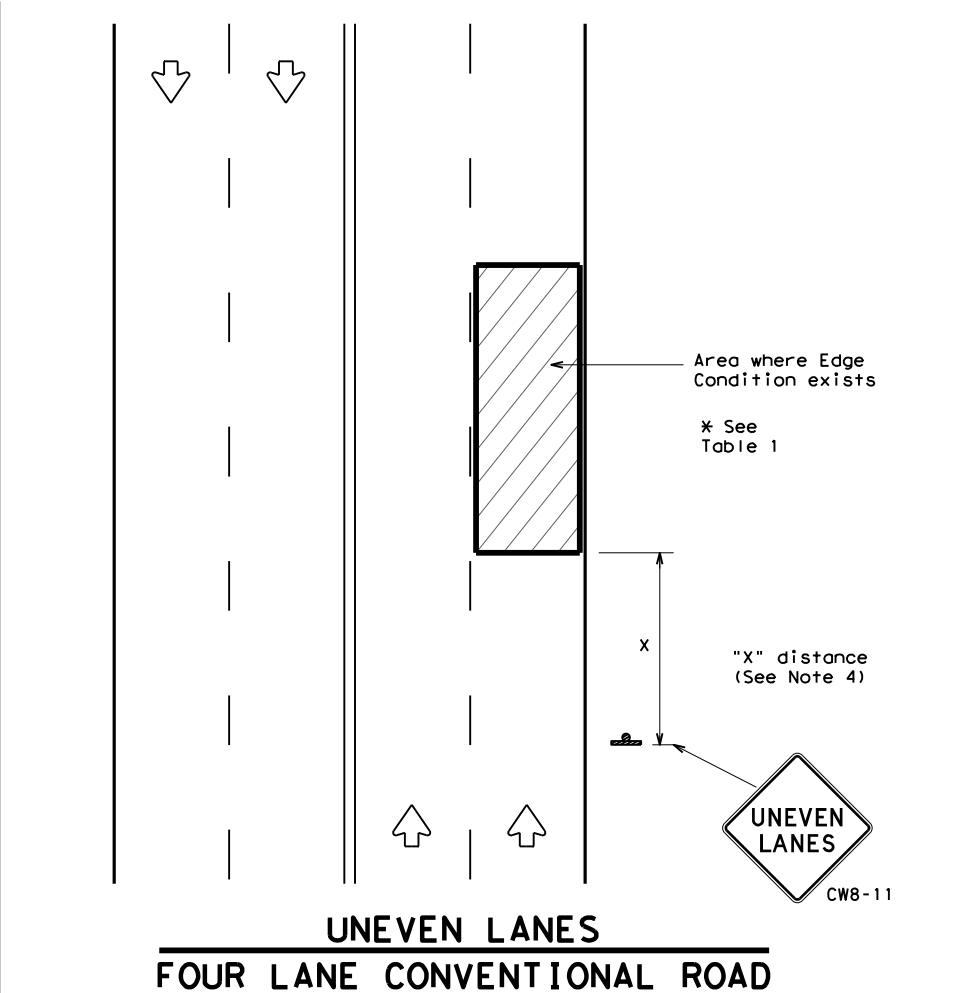 Area where Edge
Condition exists
* See
Table 1
X
"X" distance
(See Note 4)
UNEVEN
LANES
CW8-11
UNEVEN LANES
FOUR LANE CONVENTIONAL ROAD